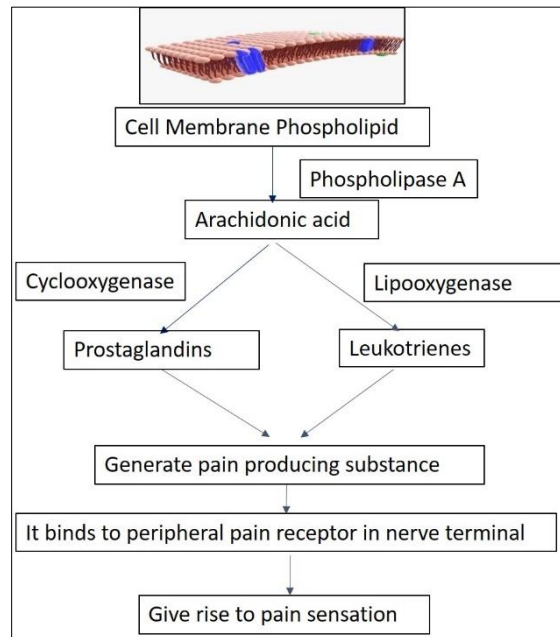 Cell Membrane Phospholipid
Phospholipase A
Arachidonic acid
Cyclooxygenase
Lipooxygenase
Prostaglandins
Leukotrienes
Generate pain producing substance
It binds to peripheral pain receptor in nerve terminal
Give rise to pain sensation